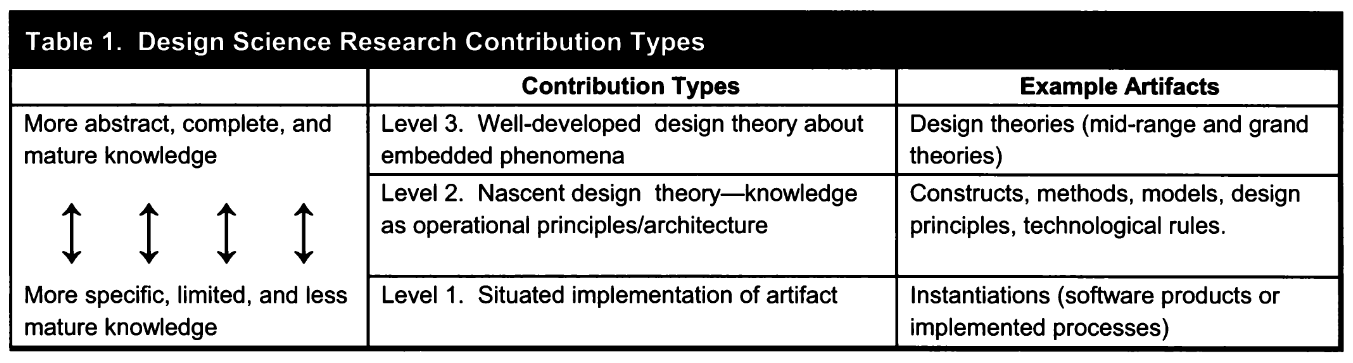 Table 1. Design Science Research Contribution Types
Contribution Types
Example Artifacts
More abstract, complete, and
mature knowledge
Level 3. Well-developed design theory about
embedded phenomena
Design theories (mid-range and grand
theories)
Level 2. Nascent design theory—knowledge
as operational principles/architecture
Constructs, methods, models, design
principles, technological rules.
More specific, limited, and less
mature knowledge
Level 1. Situated implementation of artifact
Instantiations (software products or
implemented processes)